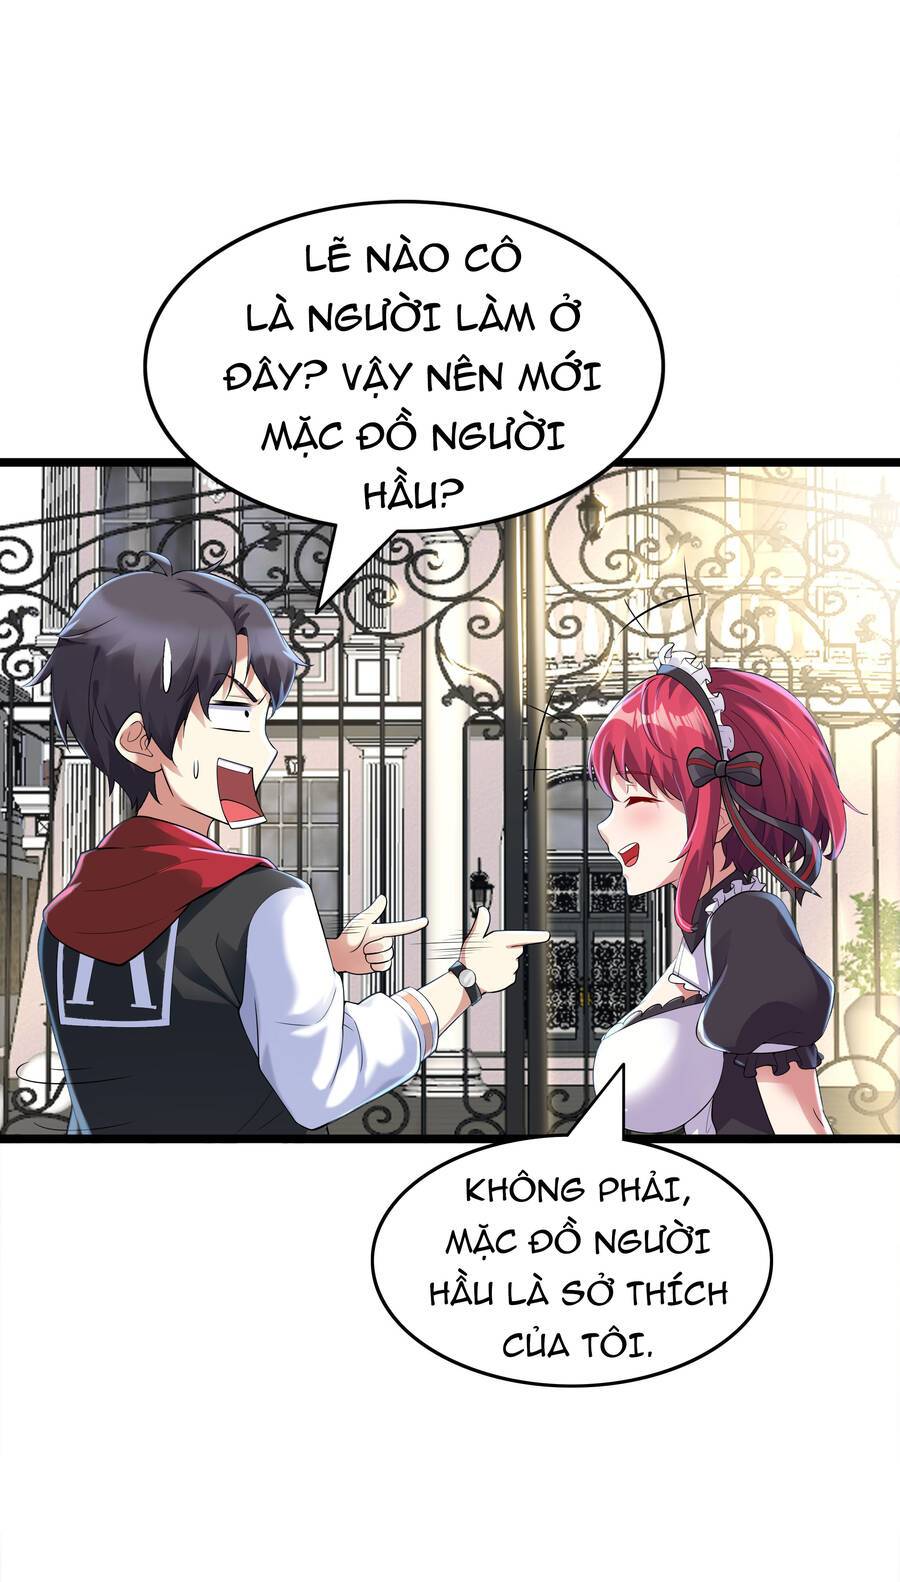 LẼ NÀO CÔ
LÀ NGƯỜI LÀM Ở
ĐÂY? VẬY NÊN MỚI
MẶC ĐỒ NGƯỜI
HẦU?
KHÔNG PHẢI,
MẶC ĐỒ NGƯỜI
HẦU LÀ SỞ THÍCH
CỦA TÔI.